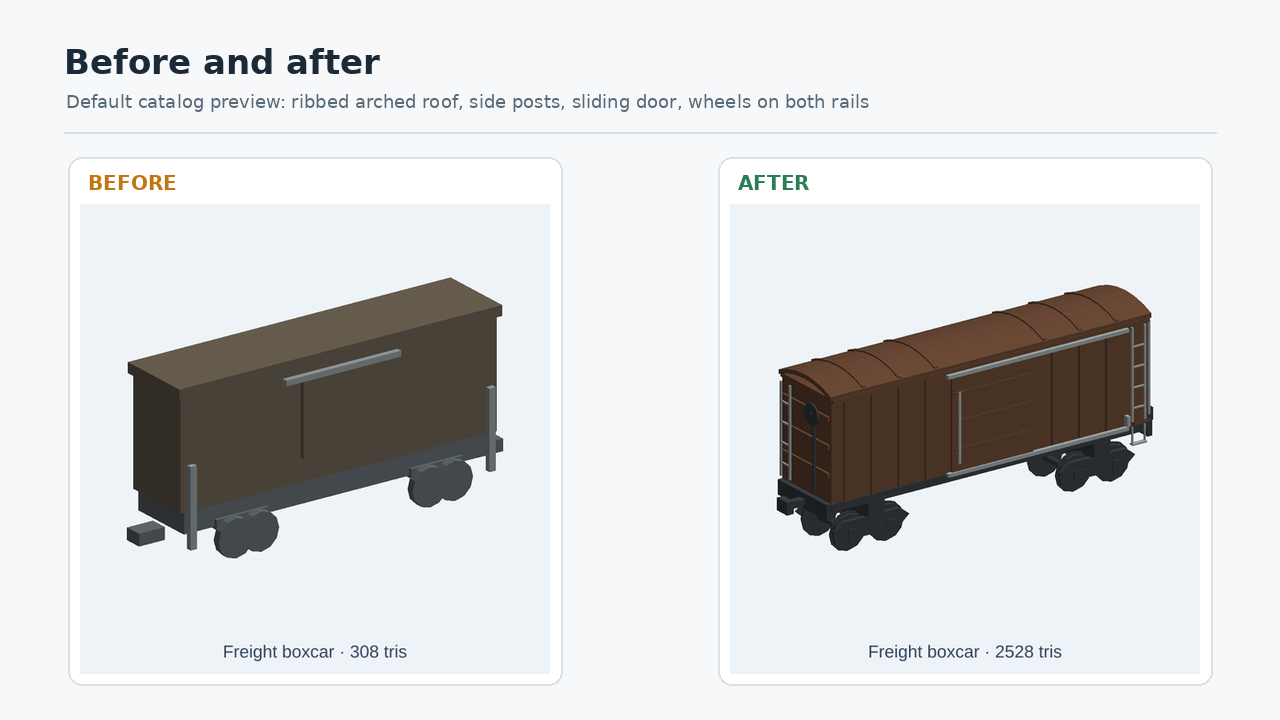 Before and after
Default catalog preview: ribbed arched roof, side posts, sliding door, wheels on both rails
BEFORE
AFTER
Freight boxcar · 308 tris
Freight boxcar · 2528 tris